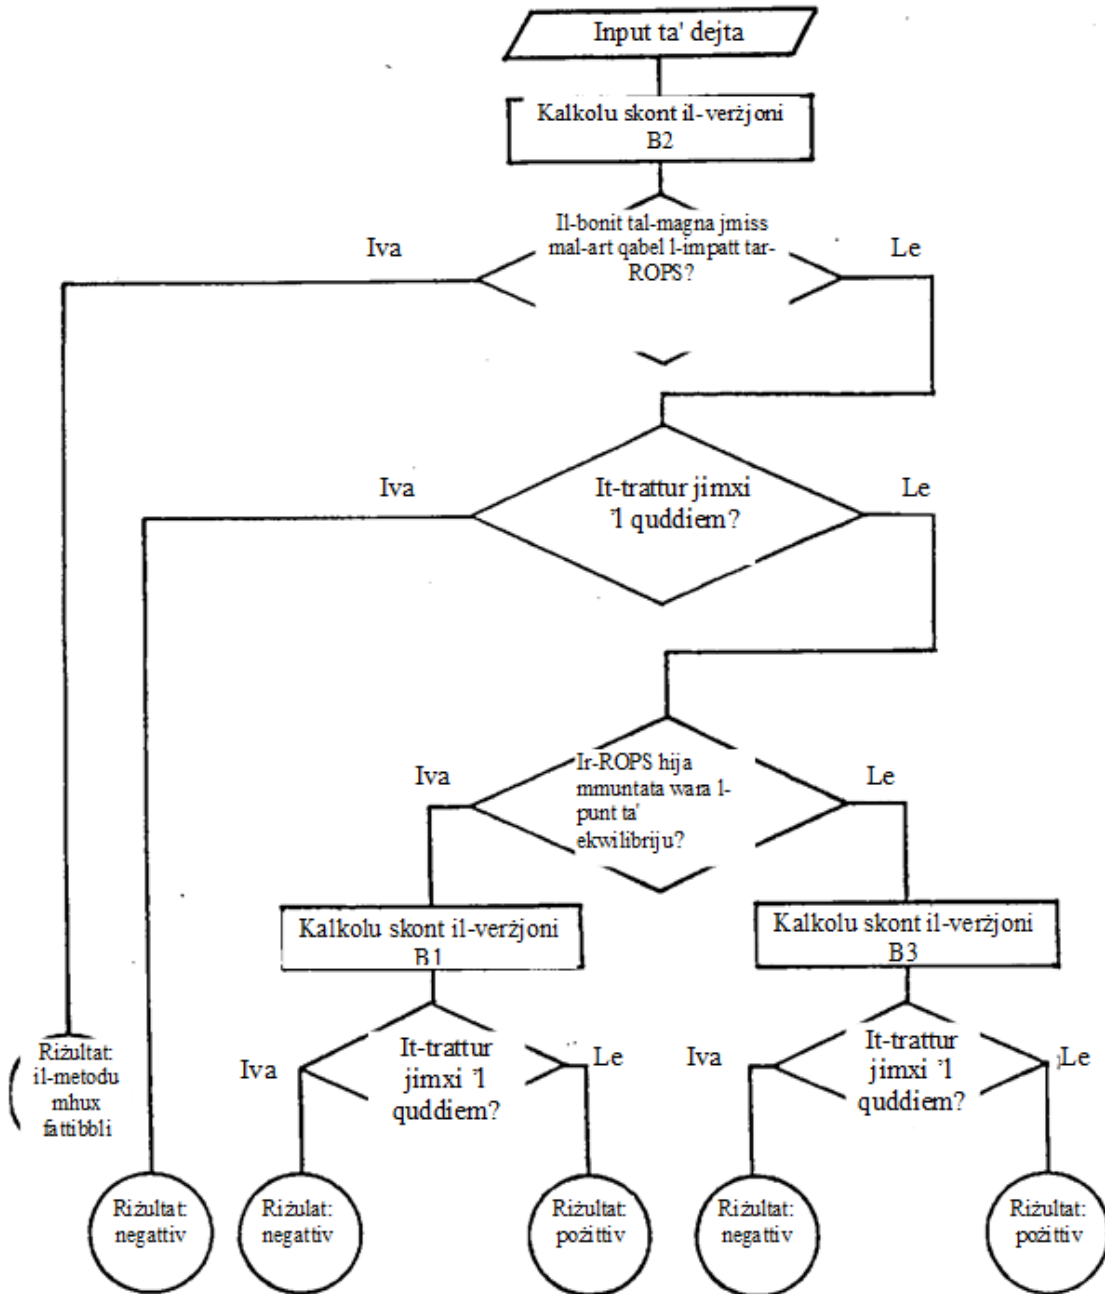 Input ta' dejta
Kalkolu skont il-verżjoni
B2
Il-bonit tal-magna jmiss
mal-art qabel l-impatt tar-
ROPS?
Iva
Le
Iva
It-trattur jimxi
'l quddiem?
Le
Iva
Ir-ROPS hija
mmuntata wara l-
punt ta'
ekwilibriju?
Le
Kalkolu skont il-verżjoni
B1
Kalkolu skont il-verżjoni
B3
Riżultat:
il-metodu
mhux
fattibbli
Iva
It-trattur
jimxi 'l
quddiem?
Le
Iva
It-trattur
jimxi 'l
quddiem?
Le
Riżultat:
negattiv
Riżulat:
negattiv
Riżultat:
pożittiv
Riżultat:
negattiv
Riżultat:
pożittiv